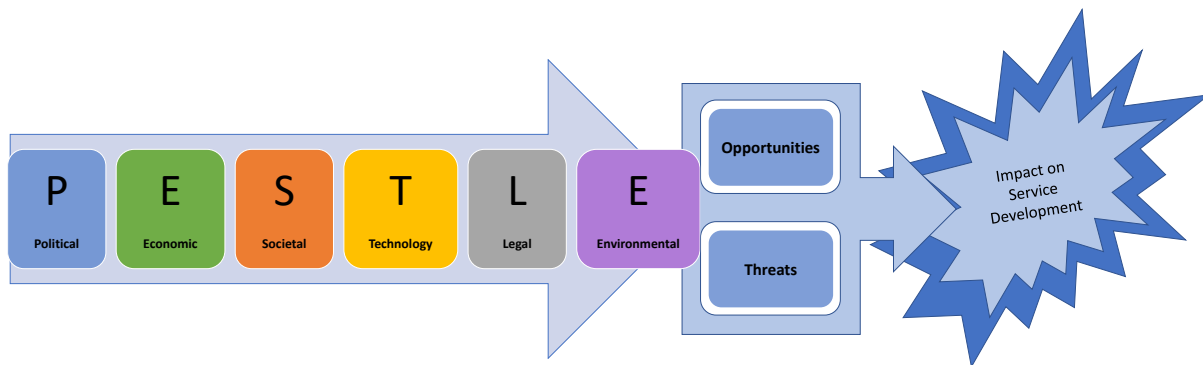 P
Political
E
Economic
S
Societal
T
Technology
L
Legal
E
Environmental
Opportunities
Threats
Impact on
Service
Development